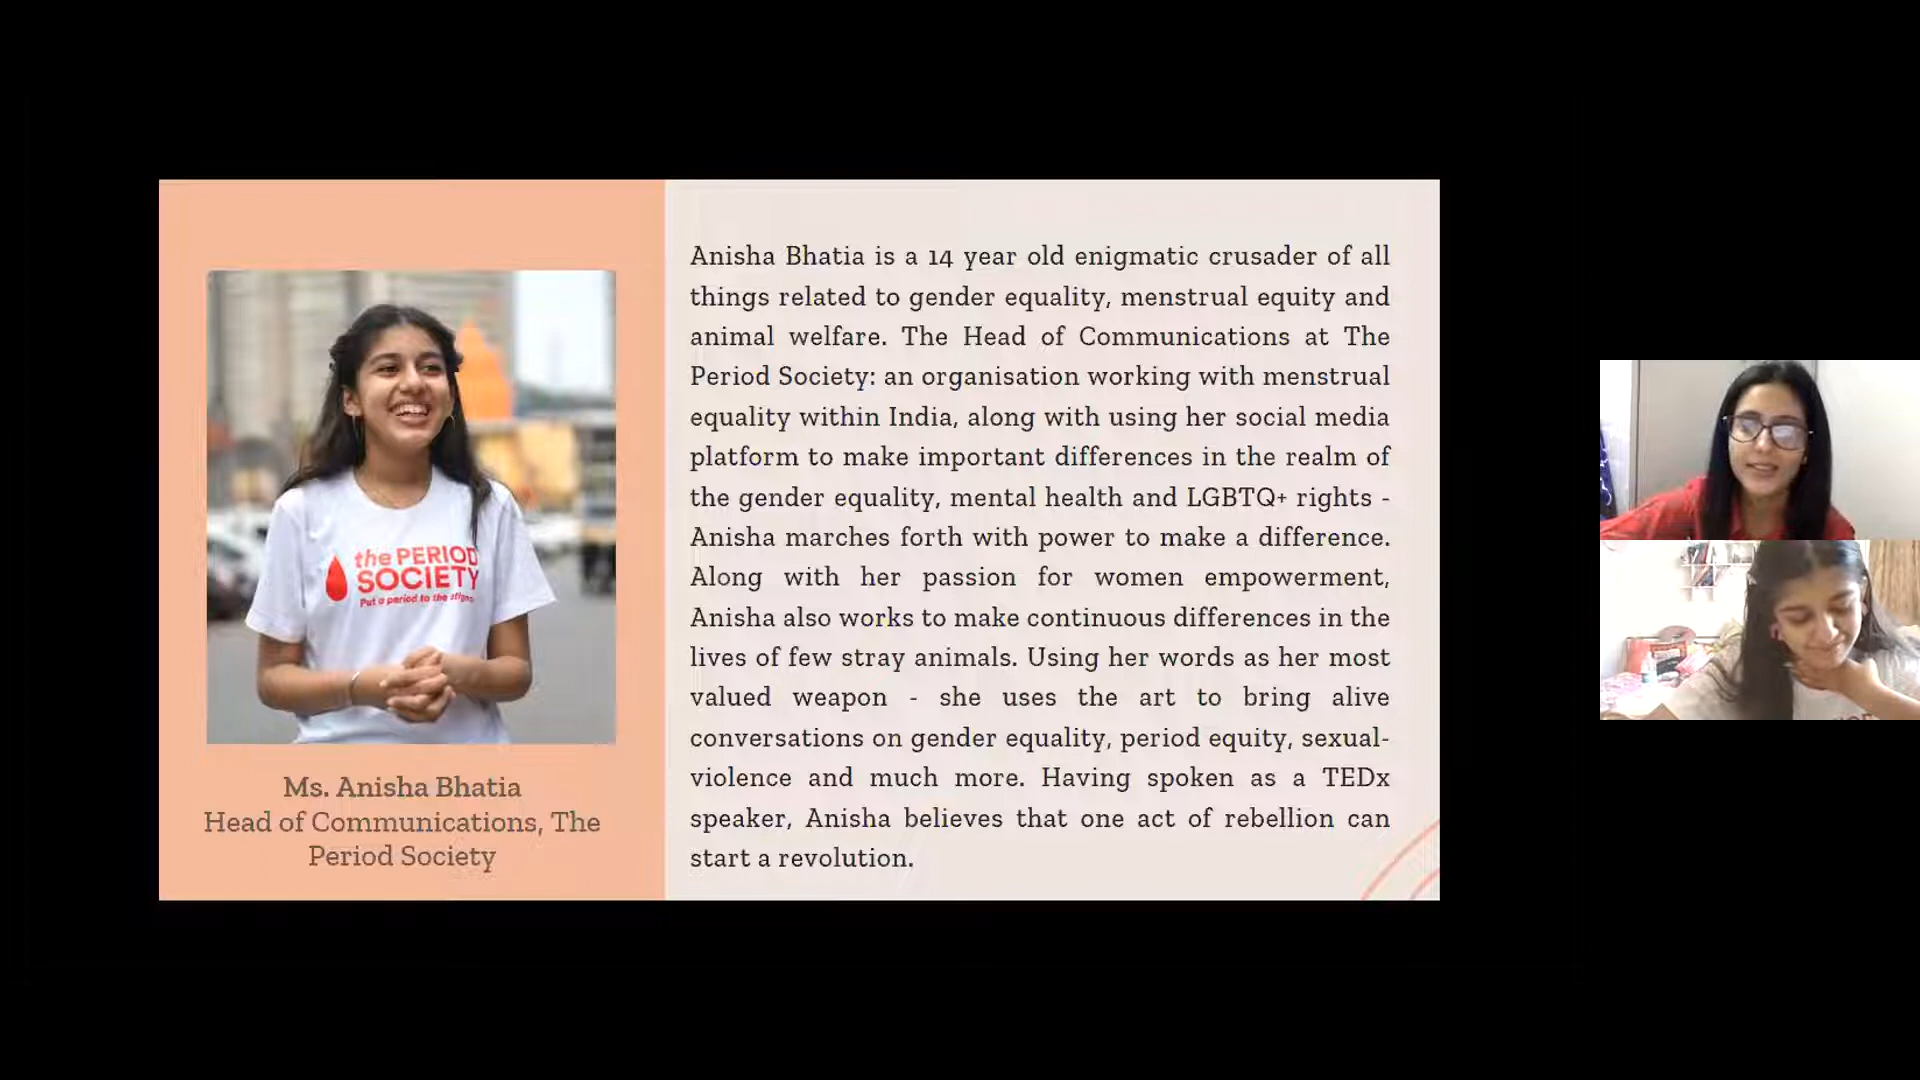 the PERIOD
SOCIETY
Put a period to the stigma
Ms. Anisha Bhatia
Head of Communications, The
Period Society
Anisha Bhatia is a 14 year old enigmatic crusader of all
things related to gender equality, menstrual equity and
animal welfare. The Head of Communications at The
Period Society: an organisation working with menstrual
equality within India, along with using her social media
platform to make important differences in the realm of
the gender equality, mental health and LGBTQ+ rights -
Anisha marches forth with power to make a difference.
Along with her passion for women empowerment,
Anisha also works to make continuous differences in the
lives of few stray animals. Using her words as her most
valued weapon - she uses the art to bring alive
conversations on gender equality, period equity, sexual-
violence and much more. Having spoken as a TEDx
speaker, Anisha believes that one act of rebellion can
start a revolution.